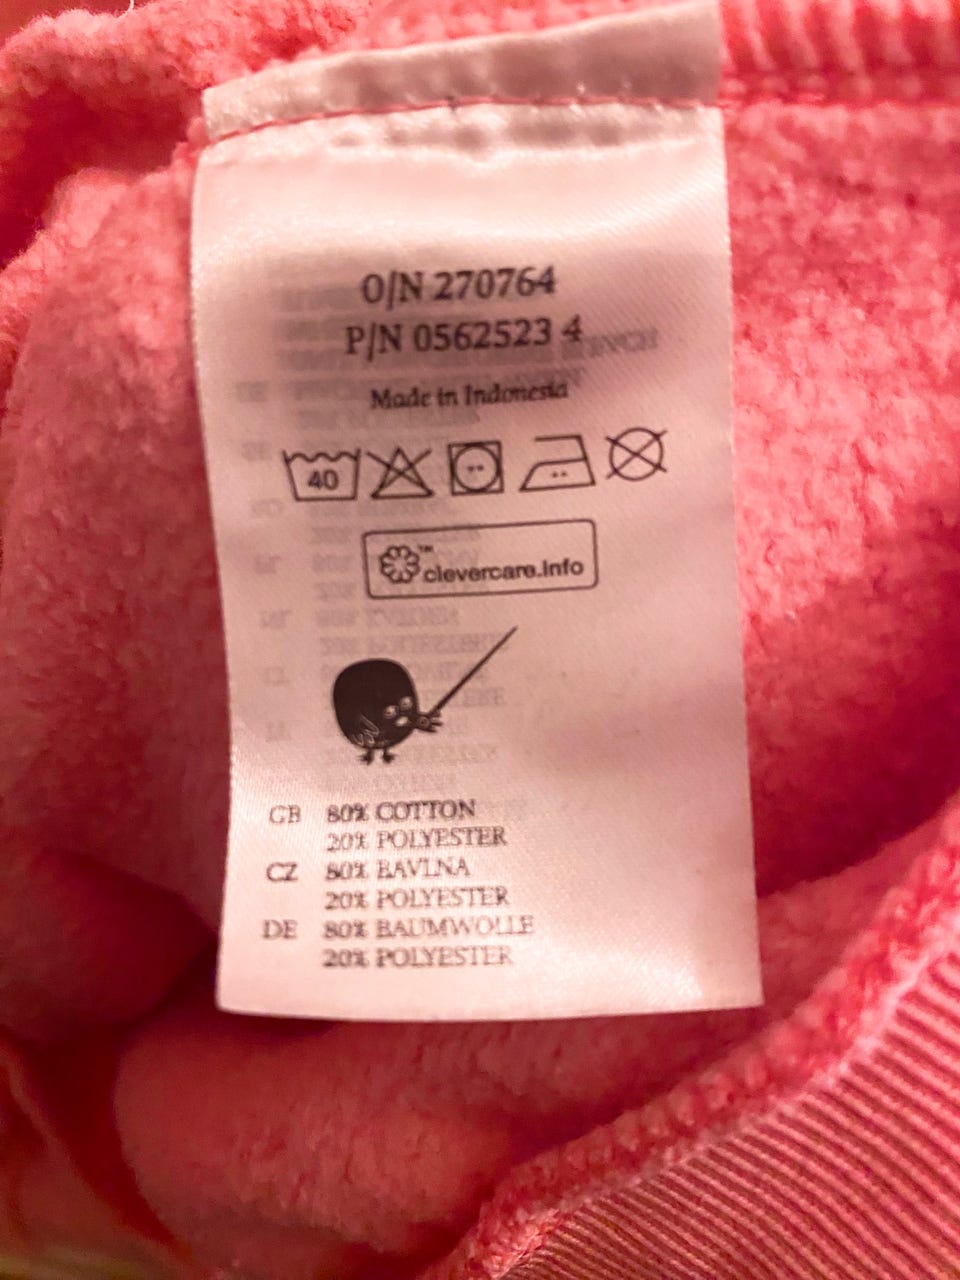 O/N 270764
P/N 0562523 4
Made in Indonesia
40
™ clevercare.info
GB 80% COTTON
20% POLYESTER
CZ 80% BAVLNA
20% POLYESTER
DE 80% BAUMWOLLE
20% POLYESTER